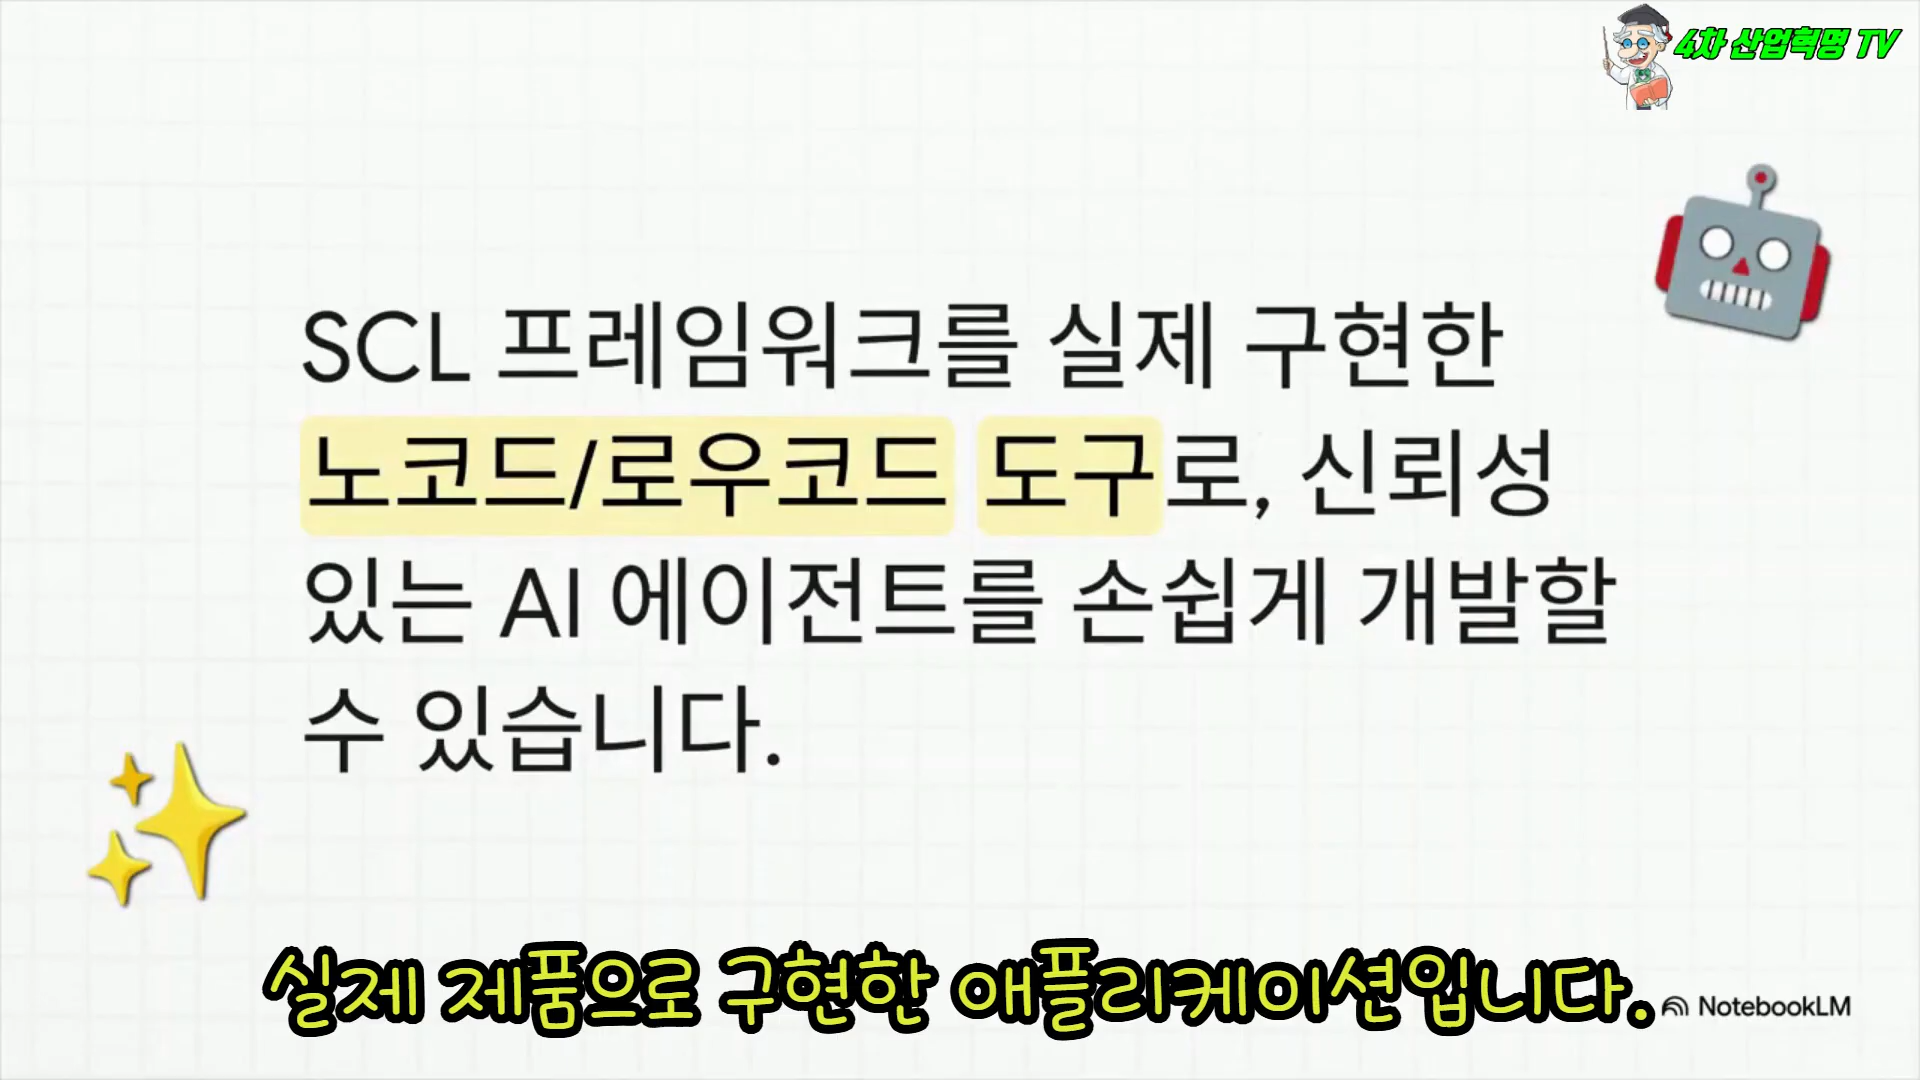 4차 산업혁명 TV
SCL 프레임워크를 실제 구현한
노코드/로우코드 도구로, 신뢰성
있는 AI 에이전트를 손쉽게 개발할
수 있습니다.
실제 제품으로 구현한 애플리케이션입니다.
NotebookLM